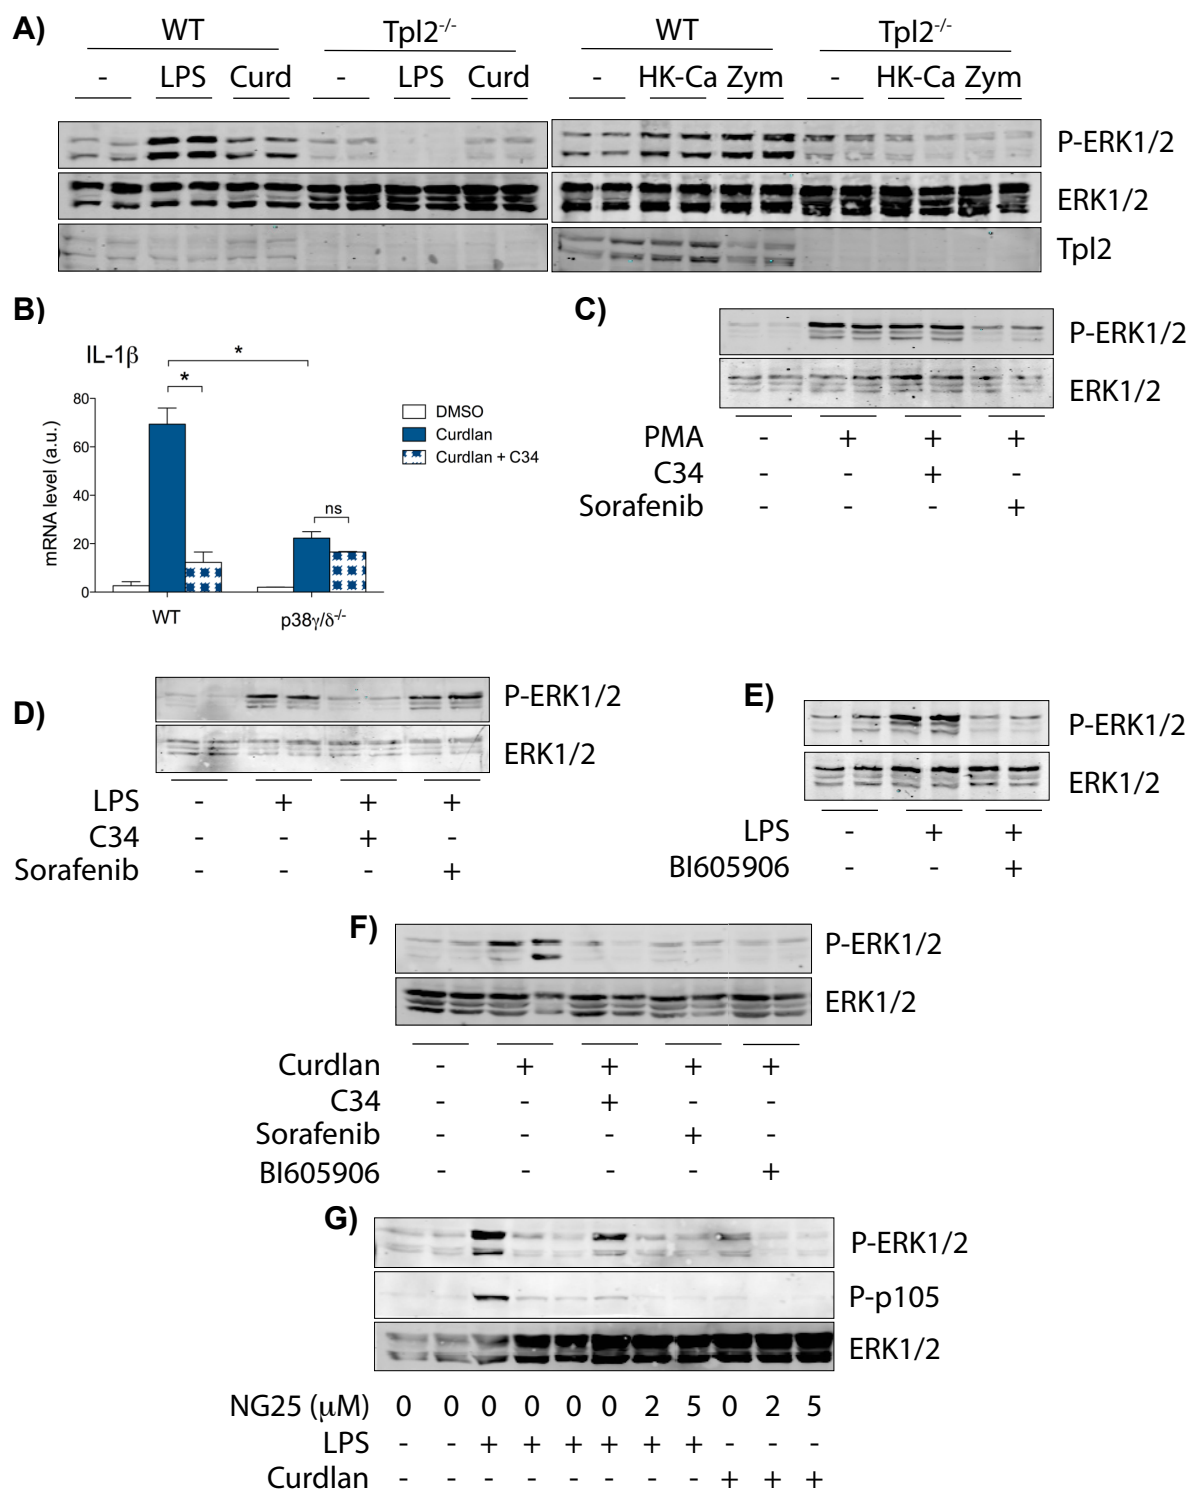 A)
WT Tpl2-/- WT Tpl2-/-
- LPS Curd - LPS Curd - HK-Ca Zym - HK-Ca Zym
P-ERK1/2
ERK1/2
Tpl2
B)
IL-1β
* 
*
ns
mRNA level (a.u.)
80
60
40
20
0
WT p38γ/δ-/-
DMSO
Curdlan
Curdlan + C34
C)
P-ERK1/2
ERK1/2
PMA - + + +
C34 - - + -
Sorafenib - - - +
D)
P-ERK1/2
ERK1/2
LPS - + + +
C34 - - + -
Sorafenib - - - +
E)
P-ERK1/2
ERK1/2
LPS - + +
BI605906 - - +
F)
P-ERK1/2
ERK1/2
Curdlan - + + + +
C34 - - + - -
Sorafenib - - - + -
BI605906 - - - - +
G)
P-ERK1/2
P-p105
ERK1/2
NG25 (μM) 0 0 0 0 0 0 2 5 0 2 5
LPS - - + + + + + + - - -
Curdlan - - - - - - - - + + +